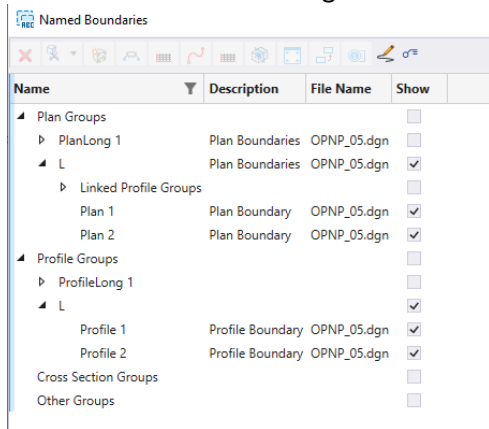 Named Boundaries
Name Description File Name Show
Plan Groups
PlanLong 1 Plan Boundaries OPNP_05.dgn
L Plan Boundaries OPNP_05.dgn
Linked Profile Groups
Plan 1 Plan Boundary OPNP_05.dgn
Plan 2 Plan Boundary OPNP_05.dgn
Profile Groups
ProfileLong 1
L
Profile 1 Profile Boundary OPNP_05.dgn
Profile 2 Profile Boundary OPNP_05.dgn
Cross Section Groups
Other Groups